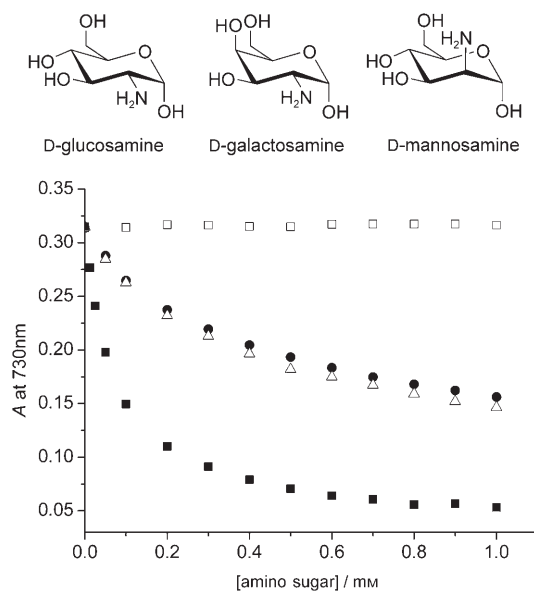 OH OH OH OH
HO O HO O HO H₂N O
HO HO HO
H₂N OH H₂N OH OH
D-glucosamine D-galactosamine D-mannosamine
0.35
0.30
0.25
0.20
0.15
0.10
0.05
A at 730nm
0.0 0.2 0.4 0.6 0.8 1.0
[amino sugar] / mM